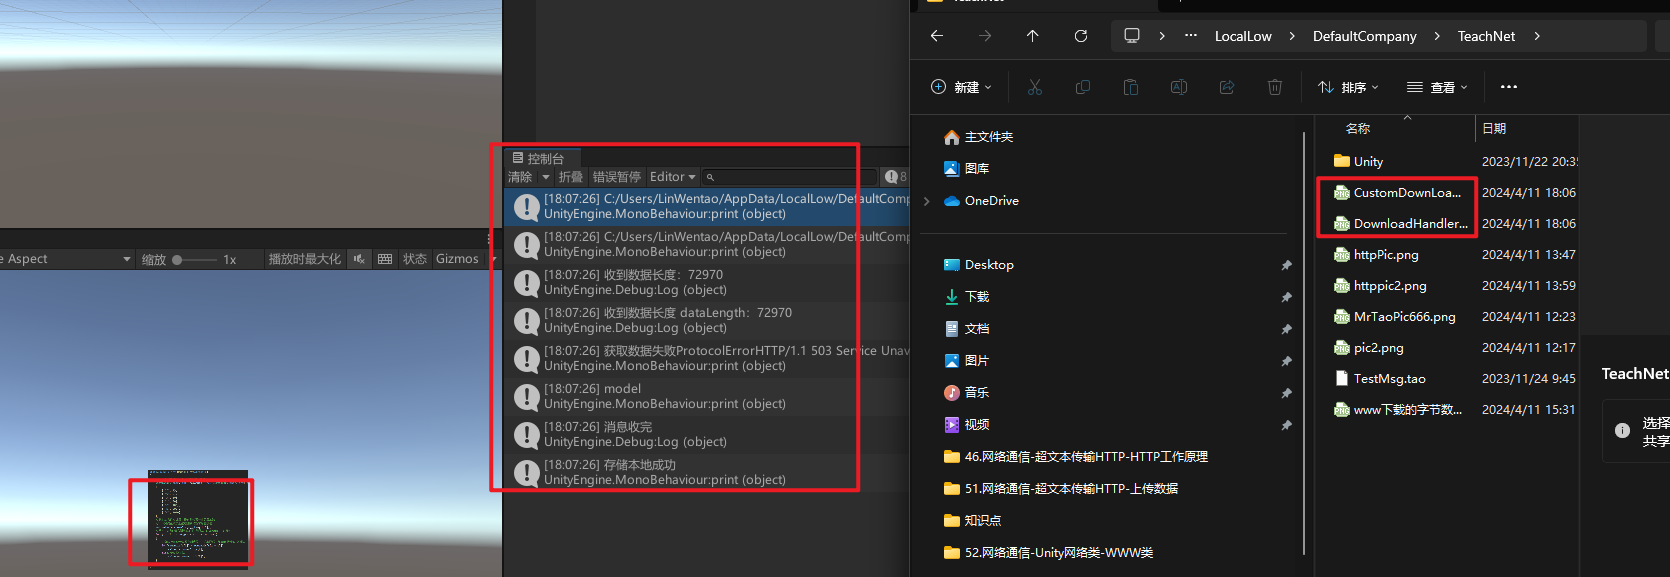 LocalLow
DefaultCompany
TeachNet
新建
排序
查看
主文件夹
图库
OneDrive
Desktop
下载
文档
图片
音乐
视频
46.网络通信-超文本传输HTTP-HTTP工作原理
51.网络通信-超文本传输HTTP-上传数据
知识点
52.网络通信-Unity网络类-WWW类
名称
日期
Unity
2023/11/22 20:3
CustomDownLoa...
2024/4/11 18:06
DownloadHandler...
2024/4/11 18:06
httpPic.png
2024/4/11 13:47
httppic2.png
2024/4/11 13:59
MrTaoPic666.png
2024/4/11 12:23
pic2.png
2024/4/11 12:17
TestMsg.tao
2023/11/24 9:45
www下载的字节数...
2024/4/11 15:31
TeachNet
选择
共享
控制台
清除
折叠
错误暂停
Editor
8
[18:07:26] C:/Users/LinWentao/AppData/LocalLow/DefaultComp
UnityEngine.MonoBehaviour:print (object)
[18:07:26] C:/Users/LinWentao/AppData/LocalLow/DefaultComp
UnityEngine.MonoBehaviour:print (object)
[18:07:26] 收到数据长度：72970
UnityEngine.Debug:Log (object)
[18:07:26] 收到数据长度 dataLength：72970
UnityEngine.Debug:Log (object)
[18:07:26] 获取数据失败ProtocolErrorHTTP/1.1 503 Service Unav
UnityEngine.MonoBehaviour:print (object)
[18:07:26] model
UnityEngine.MonoBehaviour:print (object)
[18:07:26] 消息收完
UnityEngine.Debug:Log (object)
[18:07:26] 存储本地成功
UnityEngine.MonoBehaviour:print (object)
e Aspect
缩放
1x
播放时最大化
状态
Gizmos